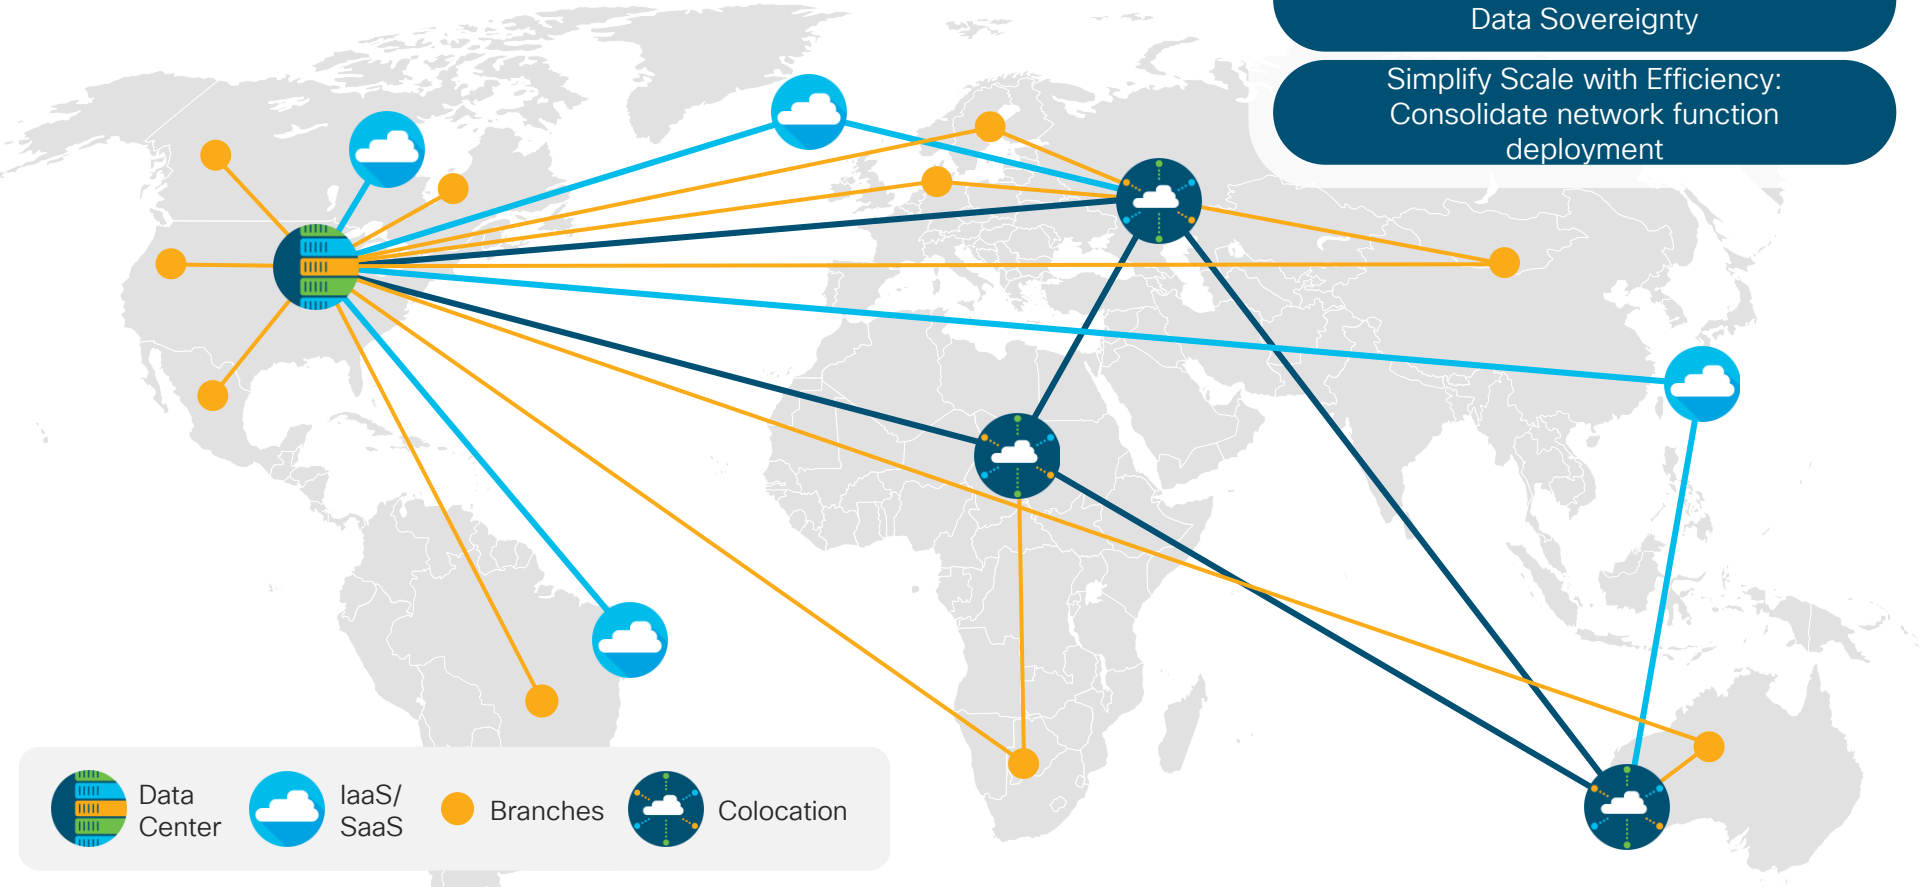 Data Sovereignty
Simplify Scale with Efficiency:
Consolidate network function
deployment
Data
Center
IaaS/
SaaS
Branches
Colocation